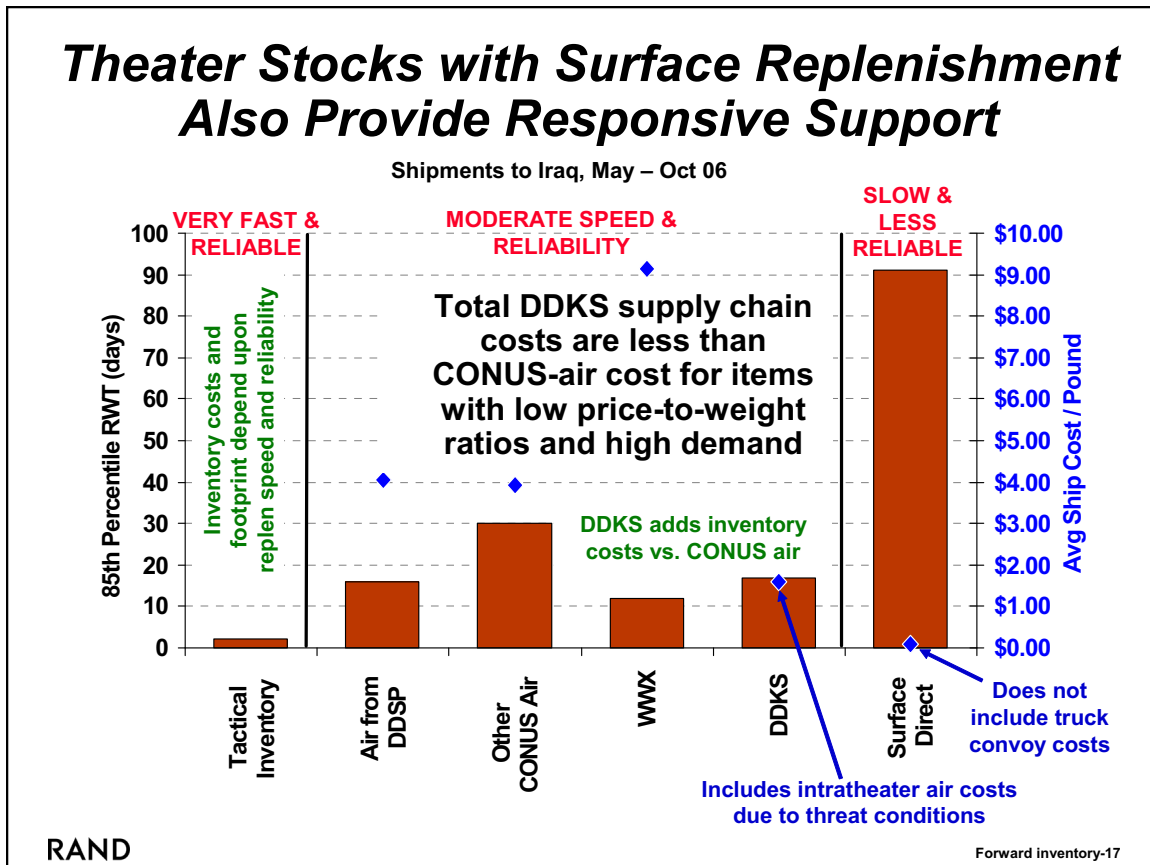 Theater Stocks with Surface Replenishment
Also Provide Responsive Support
Shipments to Iraq, May – Oct 06
VERY FAST &
RELIABLE
MODERATE SPEED &
RELIABILITY
SLOW &
LESS
RELIABLE
85th Percentile RWT (days)
100
90
80
70
60
50
40
30
20
10
0
Inventory costs and
footprint depend upon
replen speed and reliability
Total DDKS supply chain
costs are less than
CONUS-air cost for items
with low price-to-weight
ratios and high demand
DDKS adds inventory
costs vs. CONUS air
$10.00
$9.00
$8.00
$7.00
$6.00
$5.00
$4.00
$3.00
$2.00
$1.00
$0.00
Avg Ship Cost / Pound
Tactical
Inventory
Air from
DDSP
Other
CONUS Air
WWX
DDKS
Surface
Direct
Does not
include truck
convoy costs
Includes intratheater air costs
due to threat conditions
RAND
Forward inventory-17